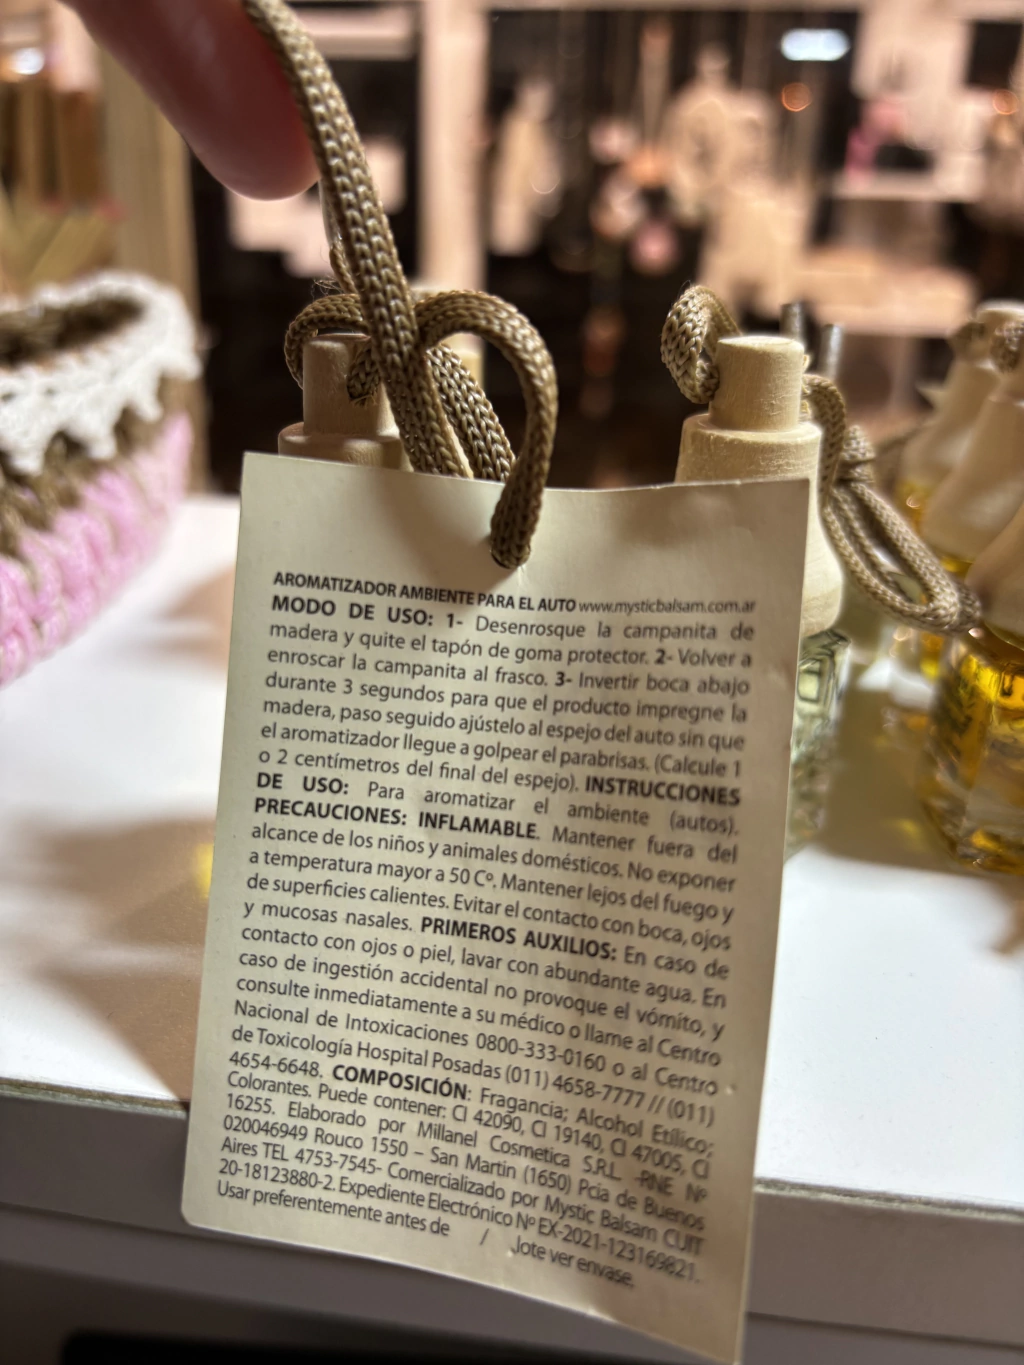 AROMATIZADOR AMBIENTE PARA EL AUTO www.mysticbalsam.com.ar
MODO DE USO: 1- Desenrosque la campanita de
madera y quite el tapón de goma protector. 2- Volver a
enroscar la campanita al frasco. 3- Invertir boca abajo
durante 3 segundos para que el producto impregne la
madera, paso seguido ajústelo al espejo del auto sin que
el aromatizador llegue a golpear el parabrisas. (Calcule 1
o 2 centímetros del final del espejo). INSTRUCCIONES
DE USO: Para aromatizar el ambiente (autos).
PRECAUCIONES: INFLAMABLE. Mantener fuera del
alcance de los niños y animales domésticos. No exponer
a temperatura mayor a 50 Cº. Mantener lejos del fuego y
de superficies calientes. Evitar el contacto con boca, ojos
y mucosas nasales. PRIMEROS AUXILIOS: En caso de
contacto con ojos o piel, lavar con abundante agua. En
caso de ingestión accidental no provoque el vómito, y
consulte inmediatamente a su médico o llame al Centro
Nacional de Intoxicaciones 0800-333-0160 o al Centro
de Toxicología Hospital Posadas (011) 4658-7777 // (011)
4654-6648. COMPOSICIÓN: Fragancia; Alcohol Etílico;
Colorantes. Puede contener: CI 42090, CI 19140, CI 47005, CI
16255. Elaborado por Millanel Cosmetica S.R.L. -RNE Nº
020046949 Rouco 1550 – San Martin (1650) Pcia de Buenos
Aires TEL 4753-7545- Comercializado por Mystic Balsam CUIT
20-18123880-2. Expediente Electrónico Nº EX-2021-123169821.
Usar preferentemente antes de / .lote ver envase.